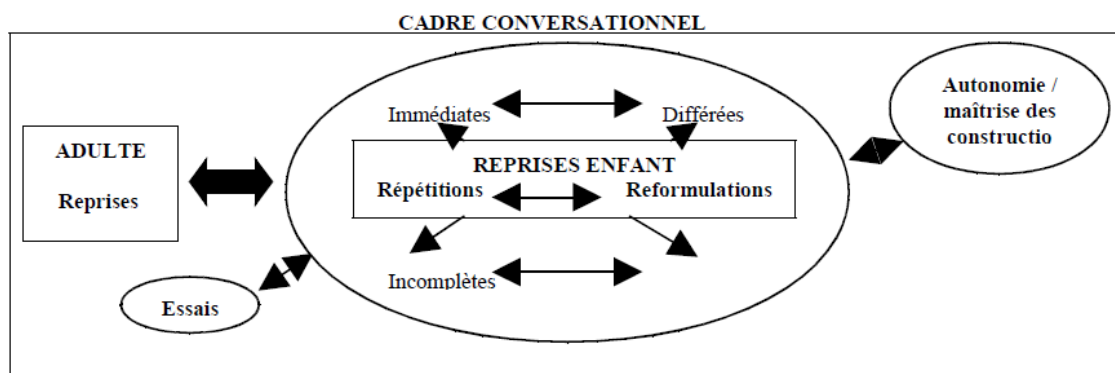 CADRE CONVERSATIONNEL
Autonomie /
maîtrise des
constructio
Immédiates
Différées
ADULTE
Reprises
REPRISES ENFANT
Répétitions
Reformulations
Incomplètes
Essais